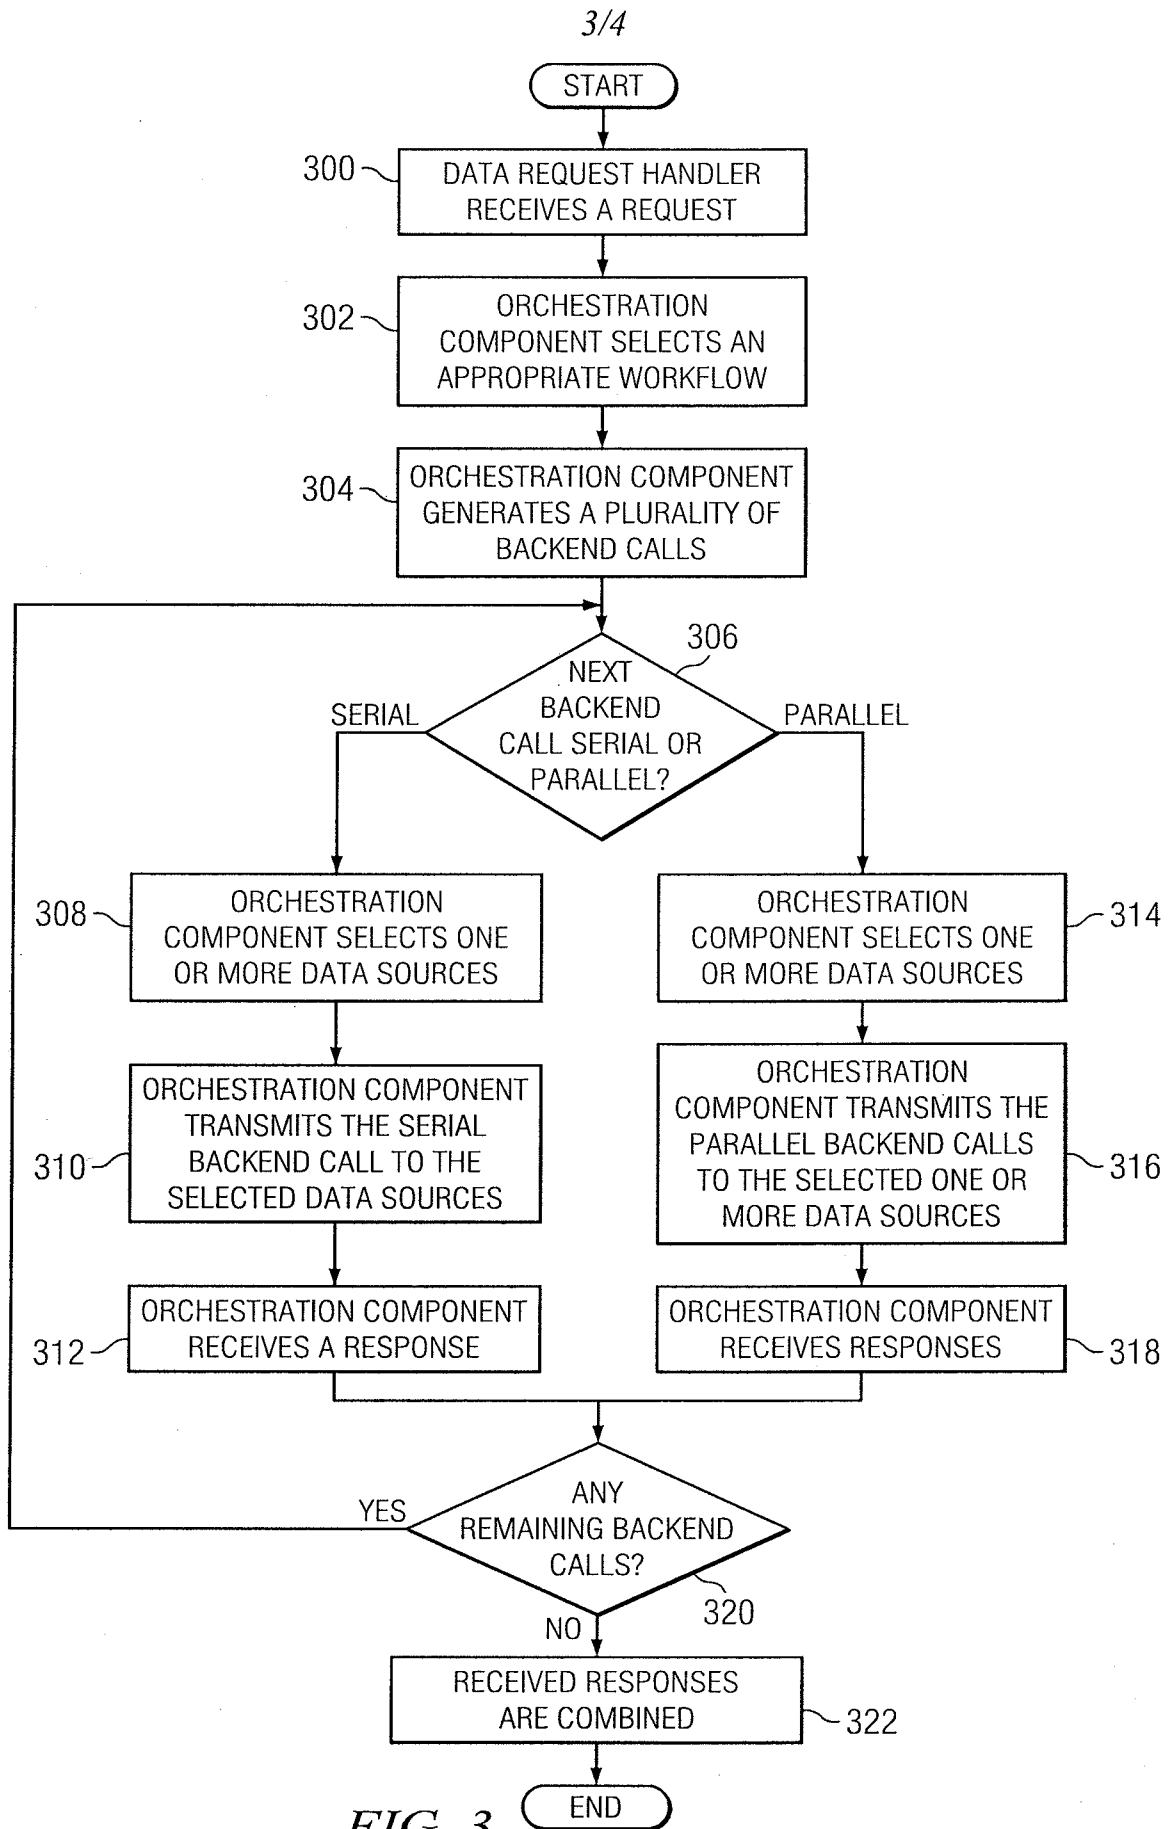 3/4
START
300
DATA REQUEST HANDLER
RECEIVES A REQUEST
302
ORCHESTRATION
COMPONENT SELECTS AN
APPROPRIATE WORKFLOW
304
ORCHESTRATION COMPONENT
GENERATES A PLURALITY OF
BACKEND CALLS
306
NEXT
BACKEND
CALL SERIAL OR
PARALLEL?
SERIAL
PARALLEL
308
ORCHESTRATION
COMPONENT SELECTS ONE
OR MORE DATA SOURCES
310
ORCHESTRATION COMPONENT
TRANSMITS THE SERIAL
BACKEND CALL TO THE
SELECTED DATA SOURCES
312
ORCHESTRATION COMPONENT
RECEIVES A RESPONSE
ORCHESTRATION
COMPONENT SELECTS ONE
OR MORE DATA SOURCES
314
ORCHESTRATION
COMPONENT TRANSMITS THE
PARALLEL BACKEND CALLS
TO THE SELECTED ONE OR
MORE DATA SOURCES
316
ORCHESTRATION COMPONENT
RECEIVES RESPONSES
318
YES
ANY
REMAINING BACKEND
CALLS?
320
NO
RECEIVED RESPONSES
ARE COMBINED
322
END
FIG. 3